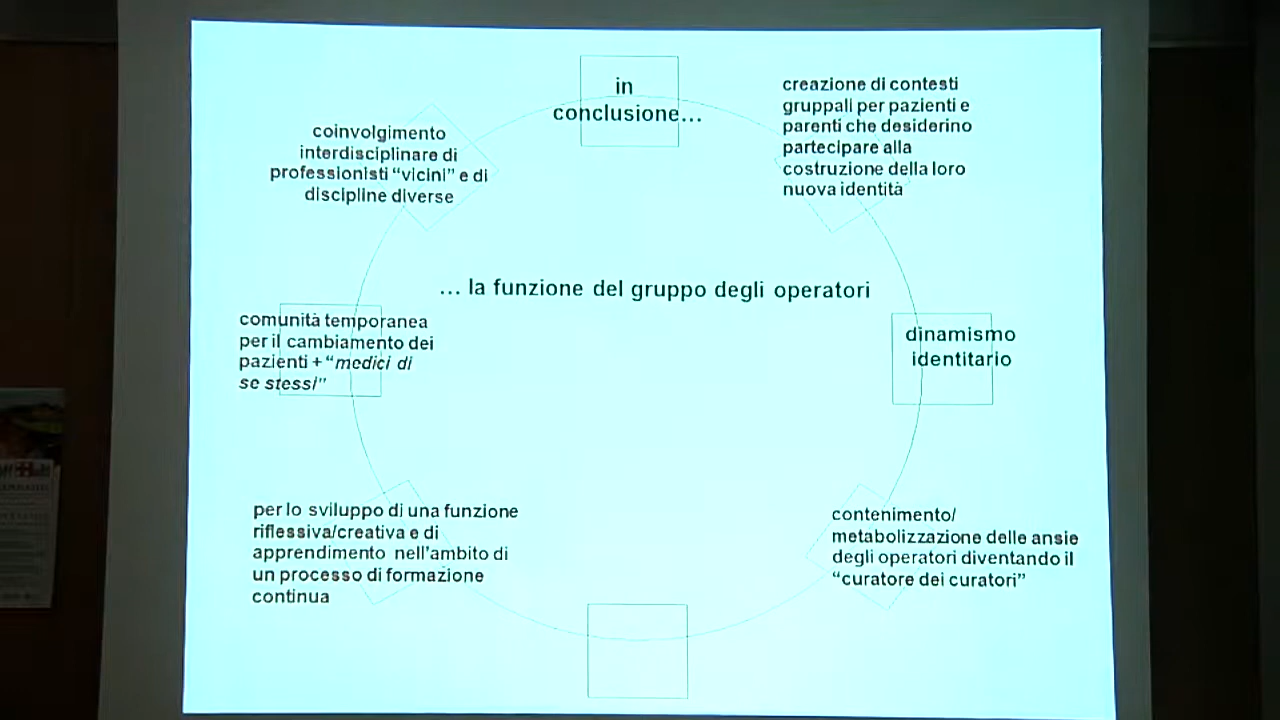 in
conclusione...
creazione di contesti
gruppali per pazienti e
parenti che desiderino
partecipare alla
costruzione della loro
nuova identità
coinvolgimento
interdisciplinare di
professionisti “vicini” e di
discipline diverse
... la funzione del gruppo degli operatori
comunità temporanea
per il cambiamento dei
pazienti + “medici di
se stessi”
dinamismo
identitario
per lo sviluppo di una funzione
riflessiva/creativa e di
apprendimento nell'ambito di
un processo di formazione
continua
contenimento/
metabolizzazione delle ansie
degli operatori diventando il
“curatore dei curatori”